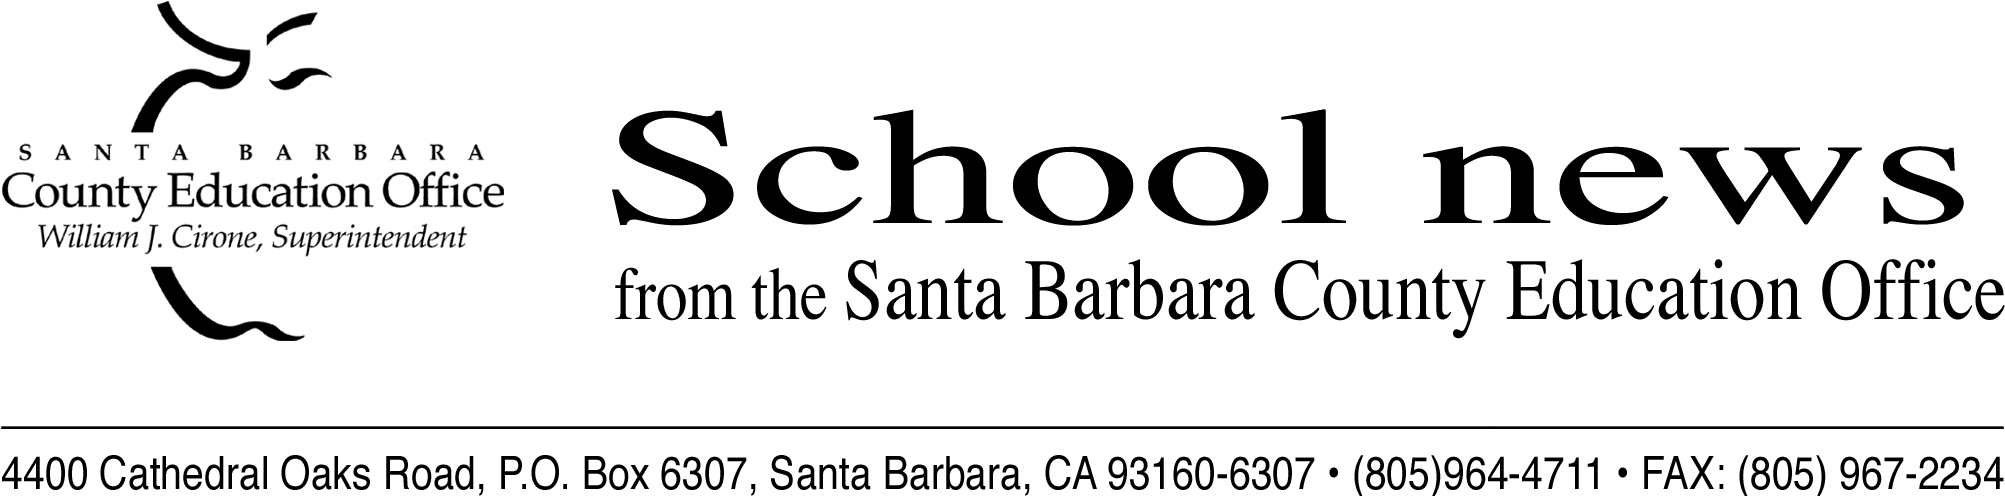 SANTA BARBARA
County Education Office
William J. Cirone, Superintendent
School news
from the Santa Barbara County Education Office
4400 Cathedral Oaks Road, P.O. Box 6307, Santa Barbara, CA 93160-6307 • (805)964-4711 • FAX: (805) 967-2234